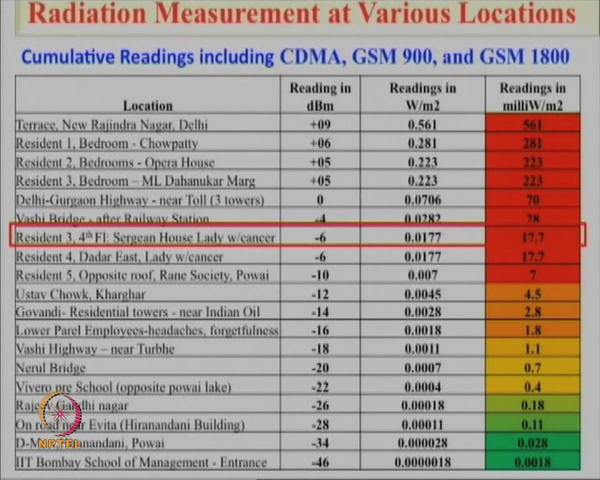 Radiation Measurement at Various Locations
Cumulative Readings including CDMA, GSM 900, and GSM 1800
Location Reading in dBm Readings in W/m2 Readings in milliW/m2
Terrace, New Rajindra Nagar, Delhi +09 0.561 561
Resident 1, Bedroom - Chowpatty +06 0.281 281
Resident 2, Bedrooms - Opera House +05 0.223 223
Resident 3, Bedroom – ML Dahanukar Marg +05 0.223 223
Delhi-Gurgaon Highway - near Toll (3 towers) 0 0.0706 70
Vashi Bridge - after Railway Station -4 0.0282 28
Resident 3, 4th Fl: Sergean House Lady w/cancer -6 0.0177 17.7
Resident 4, Dadar East, Lady w/cancer -6 0.0177 17.7
Resident 5, Opposite roof, Rane Society, Powai -10 0.007 7
Ustav Chowk, Kharghar -12 0.0045 4.5
Govandi- Residential towers - near Indian Oil -14 0.0028 2.8
Lower Parel Employees-headaches, forgetfulness -16 0.0018 1.8
Vashi Highway – near Turbhe -18 0.0011 1.1
Nerul Bridge -20 0.0007 0.7
Vivero pre School (opposite powai lake) -22 0.0004 0.4
Rajeev Gandhi nagar -26 0.00018 0.18
On road near Evita (Hiranandani Building) -28 0.00011 0.11
Powai -34 0.000028 0.028
IIT Bombay School of Management - Entrance -46 0.0000018 0.0018
NPTEL